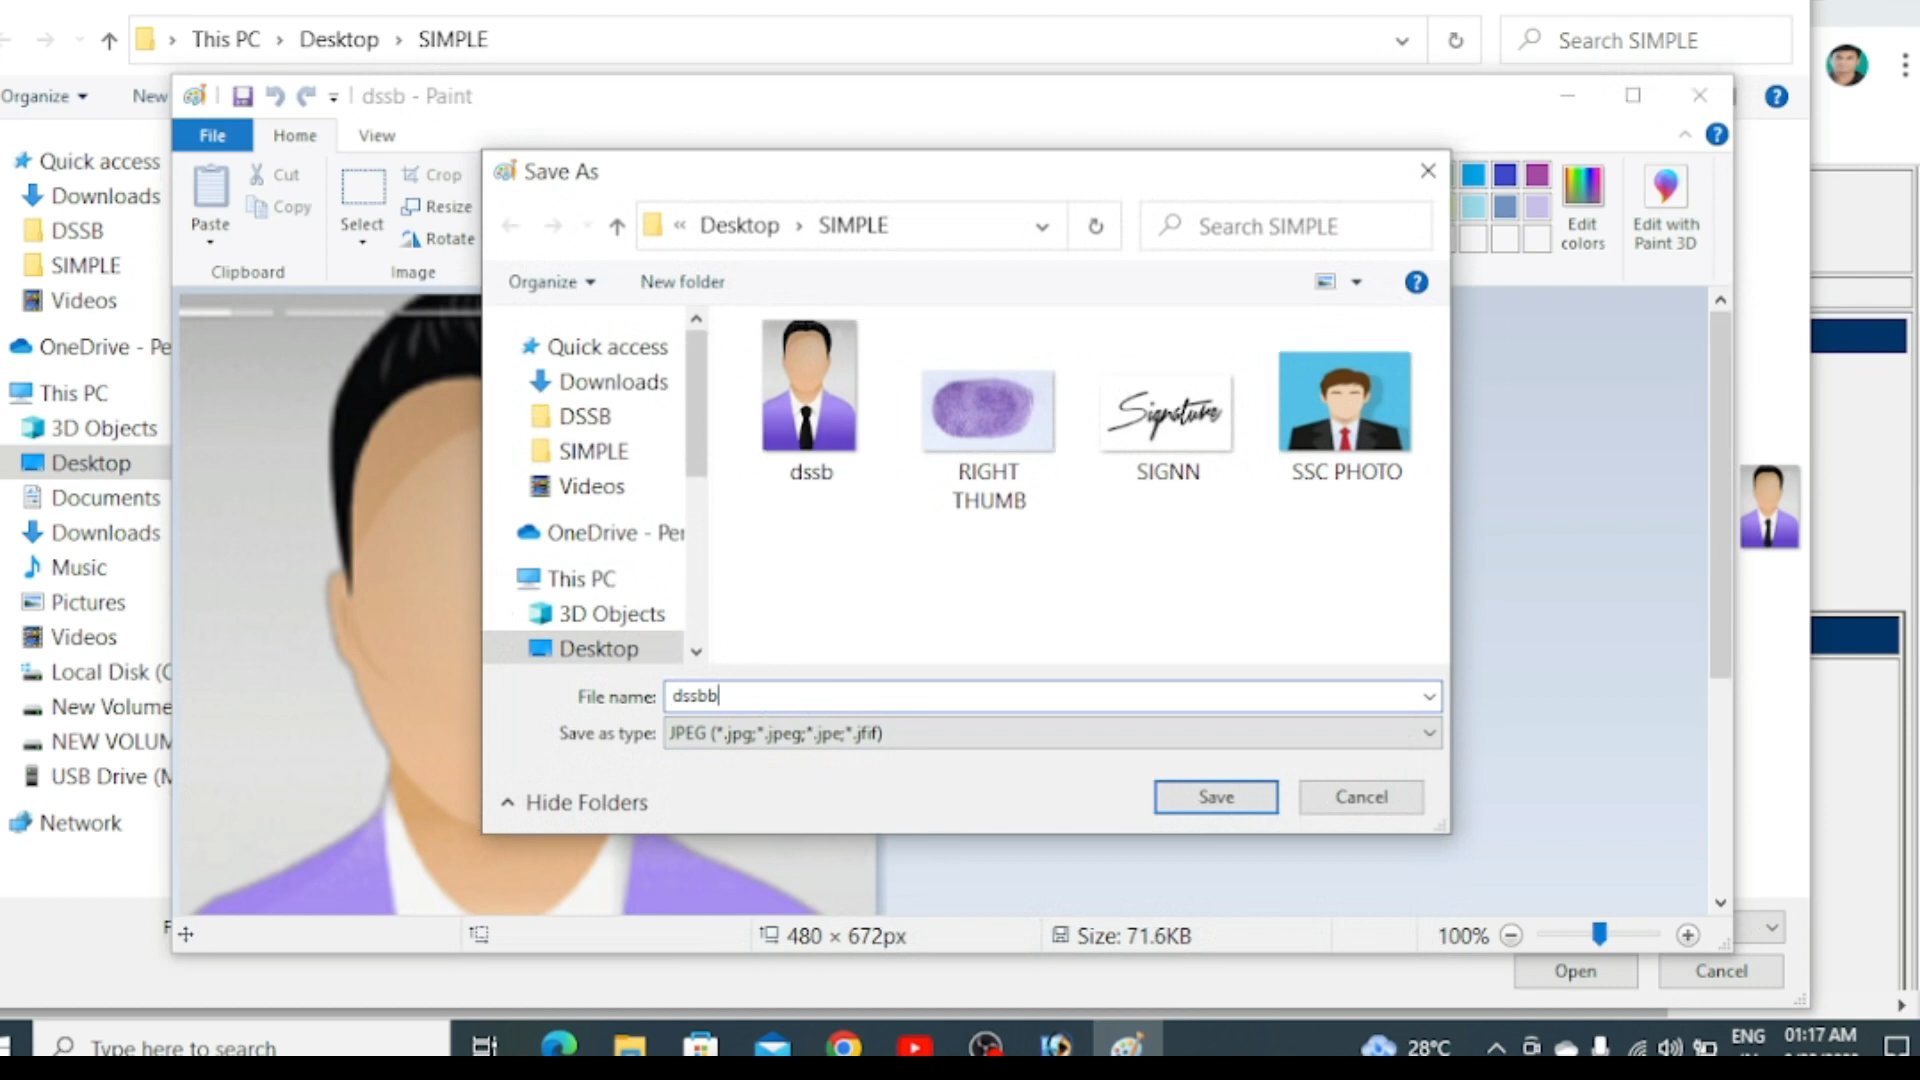 This PC › Desktop › SIMPLE
Search SIMPLE
Organize
New
dssb - Paint
File
Home
View
Paste
Cut
Copy
Clipboard
Select
Crop
Resize
Rotate
Image
Edit colors
Edit with Paint 3D
Quick access
Downloads
DSSB
SIMPLE
Videos
OneDrive - Pe
This PC
3D Objects
Desktop
Documents
Downloads
Music
Pictures
Videos
Local Disk (C
New Volume
NEW VOLUM
USB Drive (M
Network
Save As
« Desktop › SIMPLE
Search SIMPLE
Organize
New folder
Quick access
Downloads
DSSB
SIMPLE
Videos
OneDrive - Per
This PC
3D Objects
Desktop
Signature
dssb
RIGHT
THUMB
SIGNN
SSC PHOTO
File name: dssbb
Save as type: JPEG (*.jpg;*.jpeg;*.jpe;*.jfif)
Hide Folders
Save
Cancel
F
480 × 672px
Size: 71.6KB
100%
Open
Cancel
Type here to search
28°C
ENG
01:17 AM